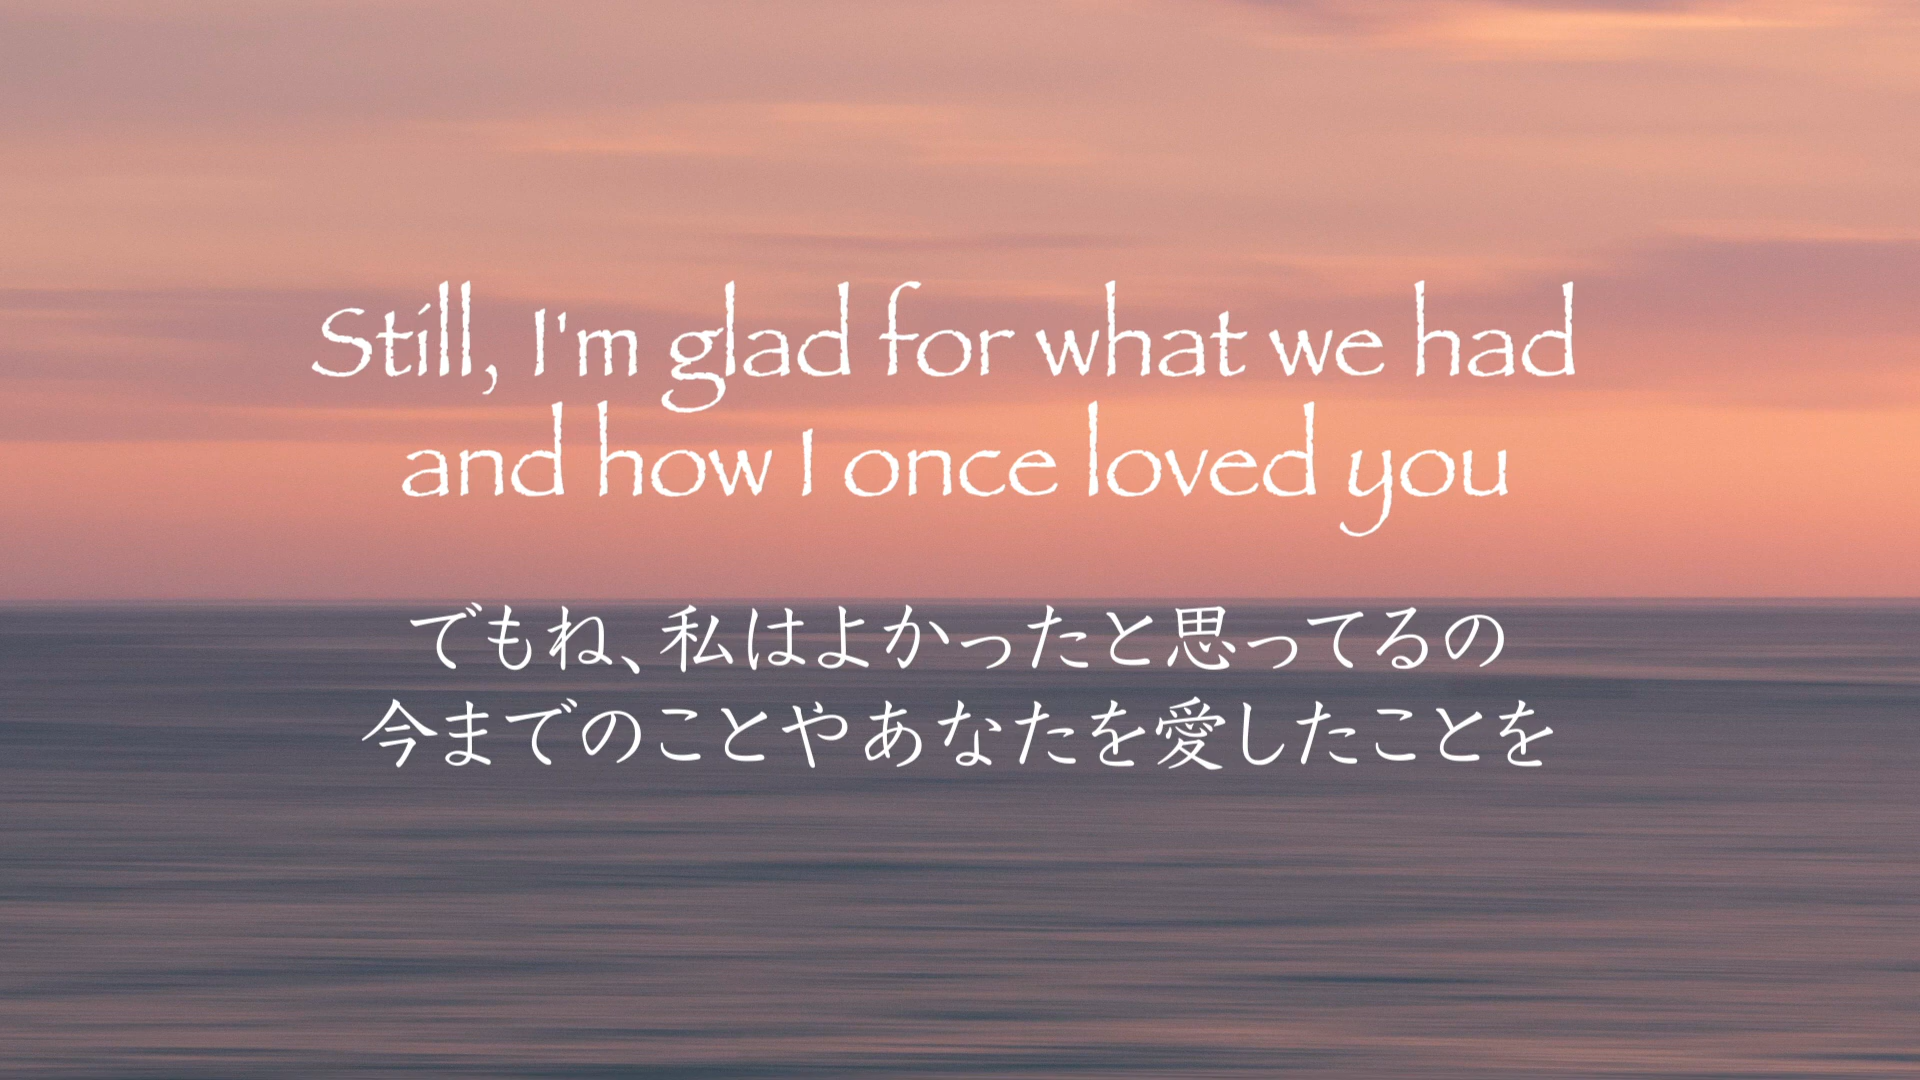 Still, I'm glad for what we had
and how I once loved you
でもね、私はよかったと思ってるの
今までのことやあなたを愛したことを